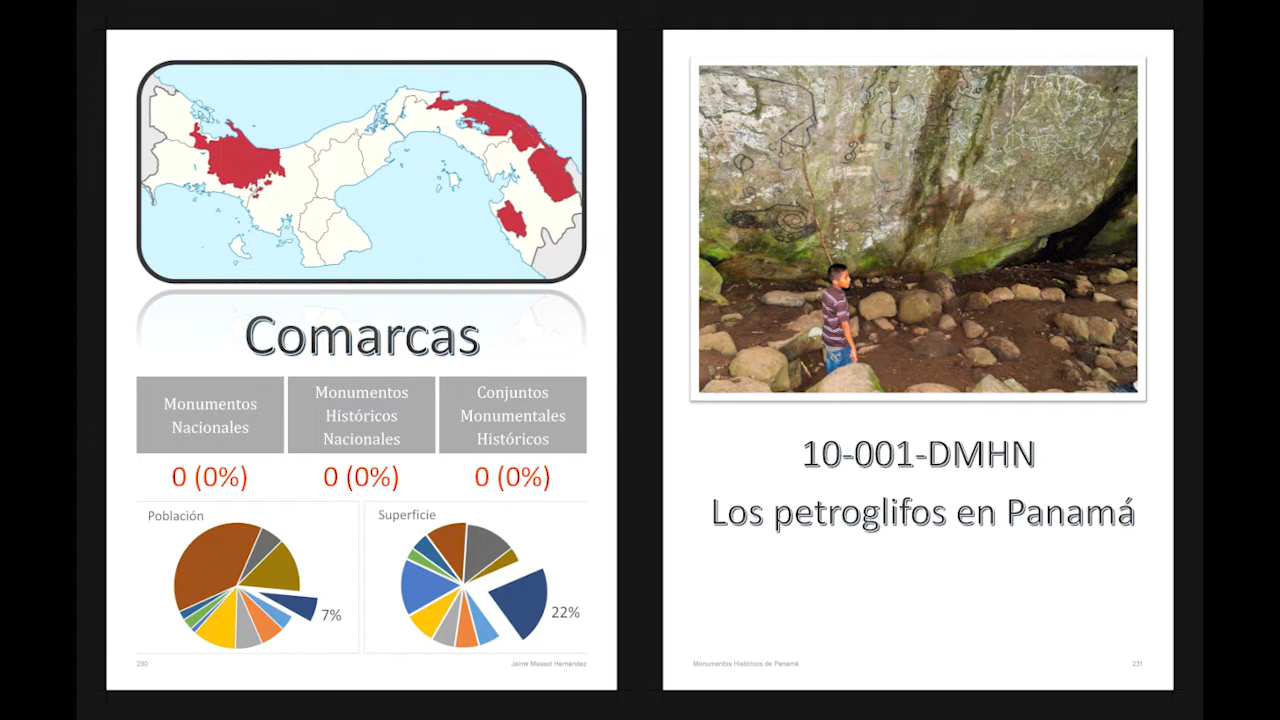 Comarcas
Monumentos
Nacionales
Monumentos
Históricos
Nacionales
Conjuntos
Monumentales
Históricos
0 (0%)
0 (0%)
0 (0%)
Población
7%
Superficie
22%
230
Jaime Massot Hernández
10-001-DMHN
Los petroglifos en Panamá
Monumentos Históricos de Panamá
231